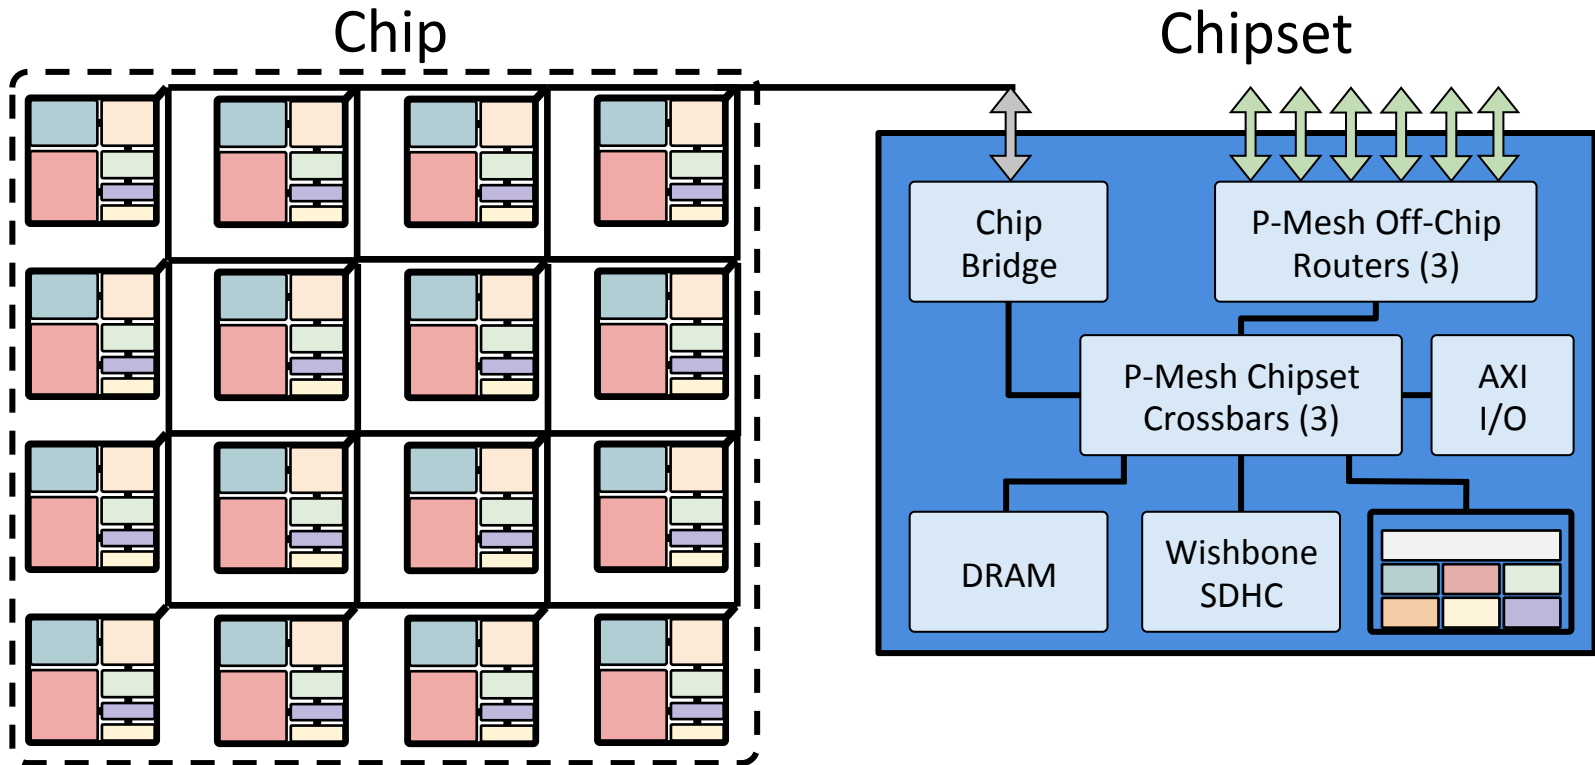 Chip
Chipset
Chip
Bridge
P-Mesh Off-Chip
Routers (3)
P-Mesh Chipset
Crossbars (3)
AXI
I/O
DRAM
Wishbone
SDHC